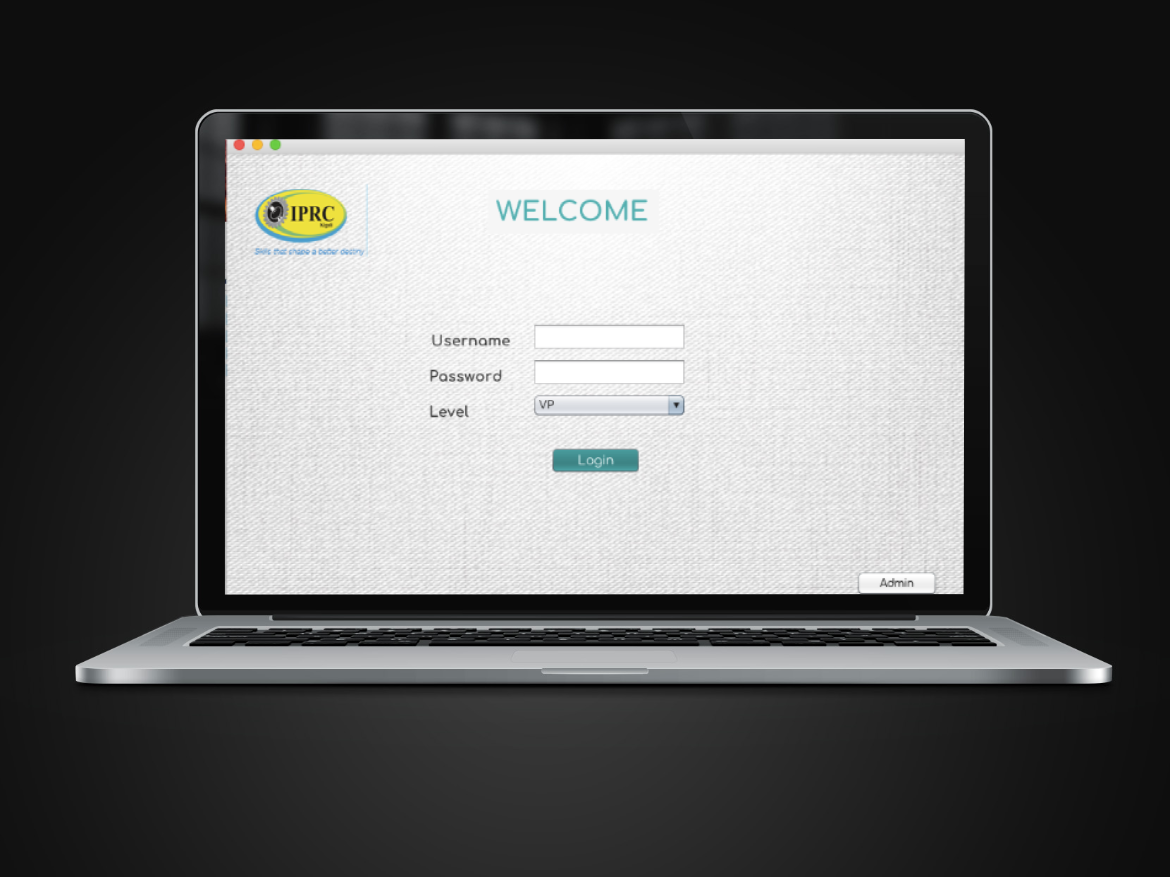 IPRC
Kigali
Skills that shape a better destiny
WELCOME
Username
Password
Level
VP
Login
Admin